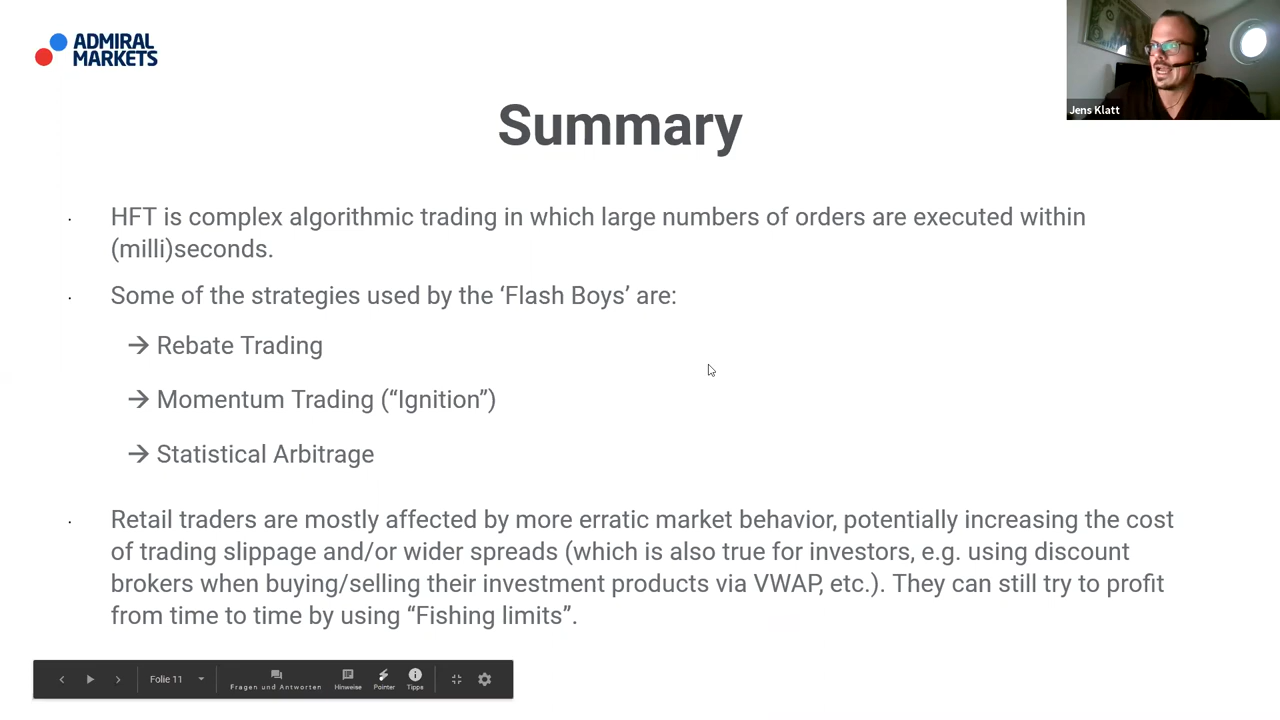 ADMIRAL
MARKETS
Jens Klatt
Summary
· HFT is complex algorithmic trading in which large numbers of orders are executed within
(milli)seconds.
· Some of the strategies used by the ‘Flash Boys’ are:
→ Rebate Trading
→ Momentum Trading (“Ignition”)
→ Statistical Arbitrage
· Retail traders are mostly affected by more erratic market behavior, potentially increasing the cost
of trading slippage and/or wider spreads (which is also true for investors, e.g. using discount
brokers when buying/selling their investment products via VWAP, etc.). They can still try to profit
from time to time by using “Fishing limits”.
Folie 11
Fragen und Antworten
Hinweise
Pointer
Tipps